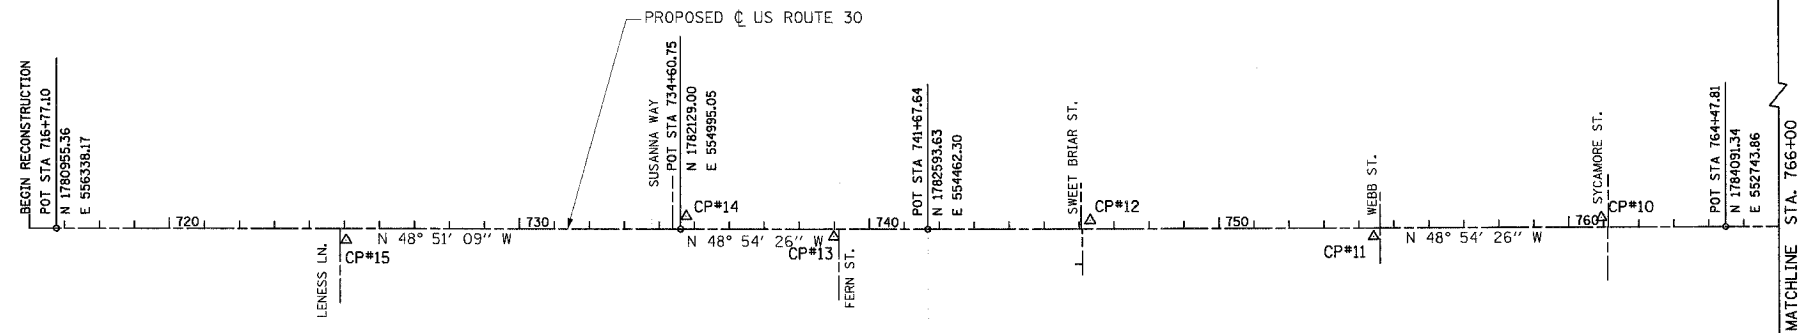 PROPOSED ℄ US ROUTE 30
BEGIN RECONSTRUCTION
POT STA 716+77.10
N 1780955.36
E 556338.17
720
LENESS LN.
CP#15
N 48° 51' 09" W
730
SUSANNA WAY
POT STA 734+60.75
N 1782129.00
E 554995.05
CP#14
N 48° 54' 26" W
CP#13
FERN ST.
740
POT STA 741+67.64
N 1782593.63
E 554462.30
SWEET BRIAR ST.
CP#12
750
WEBB ST.
CP#11
N 48° 54' 26" W
760
SYCAMORE ST.
CP#10
POT STA 764+47.81
N 1784091.34
E 552743.86
MATCHLINE STA. 766+00